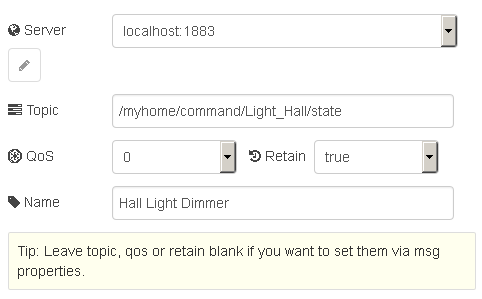 Server localhost:1883
Topic /myhome/command/Light_Hall/state
QoS 0 Retain true
Name Hall Light Dimmer
Tip: Leave topic, qos or retain blank if you want to set them via msg
properties.